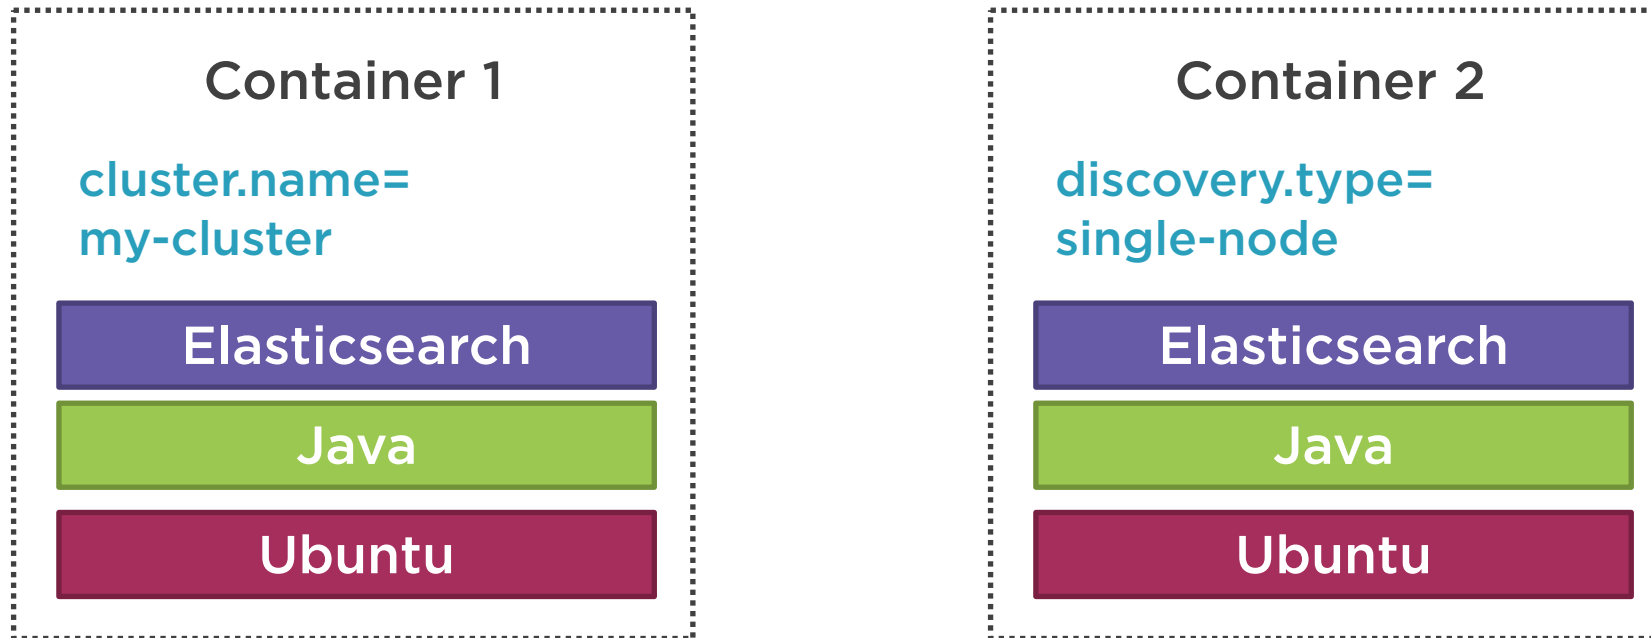 Container 1
cluster.name=
my-cluster
Elasticsearch
Java
Ubuntu
Container 2
discovery.type=
single-node
Elasticsearch
Java
Ubuntu